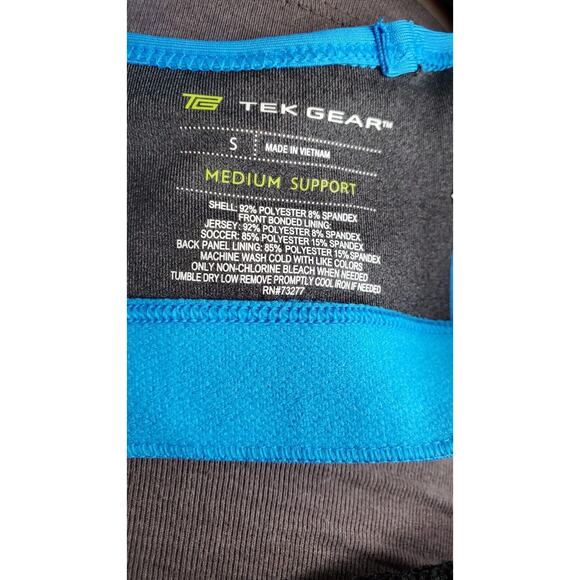 TEK GEAR™
S MADE IN VIETNAM
MEDIUM SUPPORT
SHELL: 92% POLYESTER 8% SPANDEX
FRONT BONDED LINING:
JERSEY: 92% POLYESTER 8% SPANDEX
SOCCER: 85% POLYESTER 15% SPANDEX
BACK PANEL LINING: 85% POLYESTER 15% SPANDEX
MACHINE WASH COLD WITH LIKE COLORS
ONLY NON-CHLORINE BLEACH WHEN NEEDED
TUMBLE DRY LOW REMOVE PROMPTLY COOL IRON IF NEEDED
RN#73277